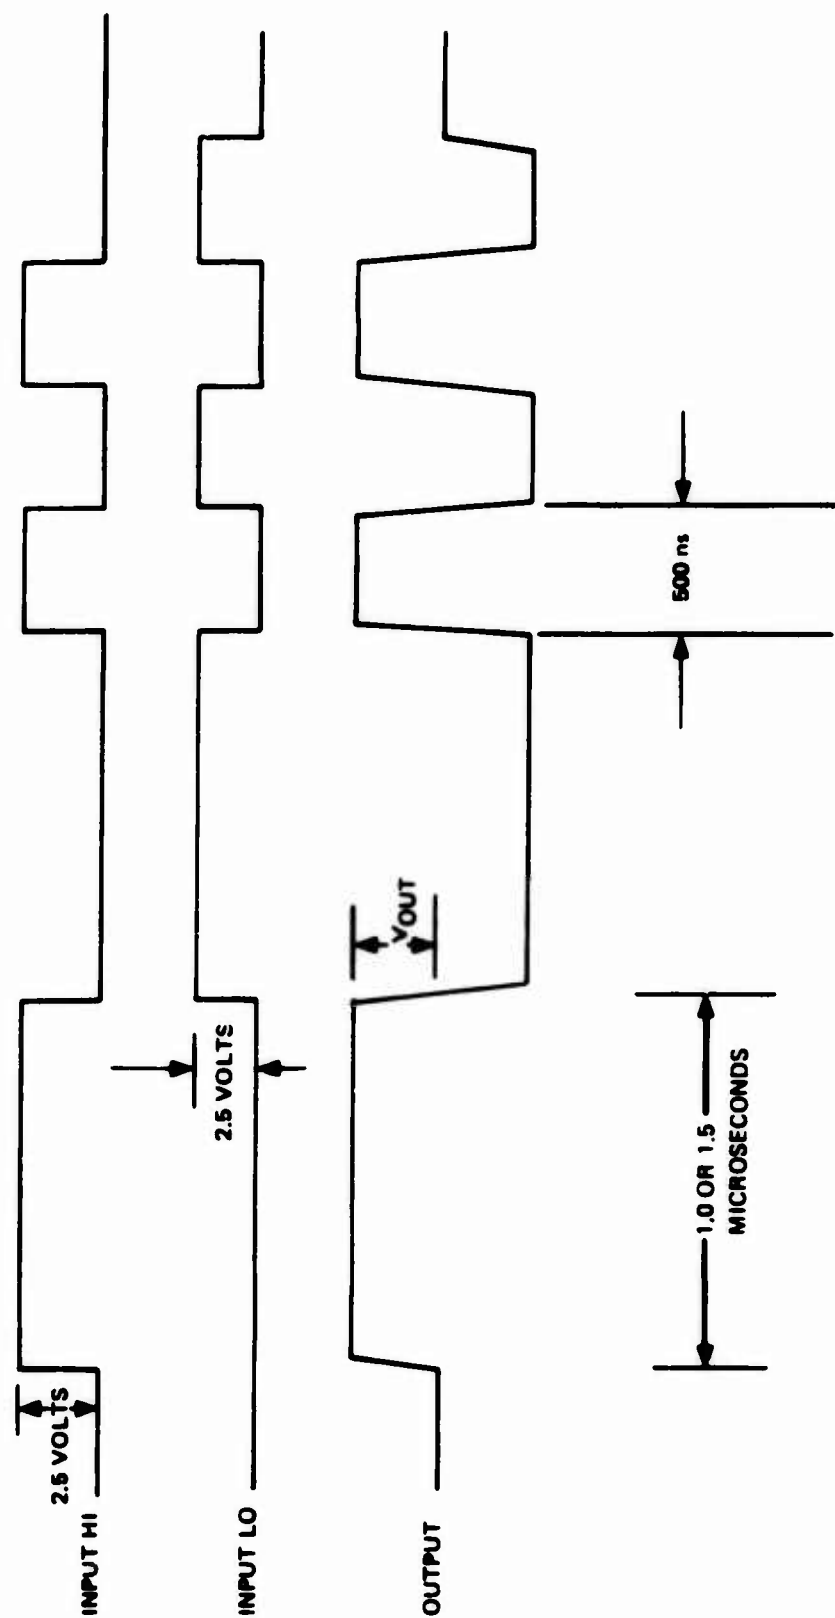 INPUT HI
2.5 VOLTS
INPUT LO
2.5 VOLTS
OUTPUT
VOUT
1.0 OR 1.5
MICROSECONDS
500 ns